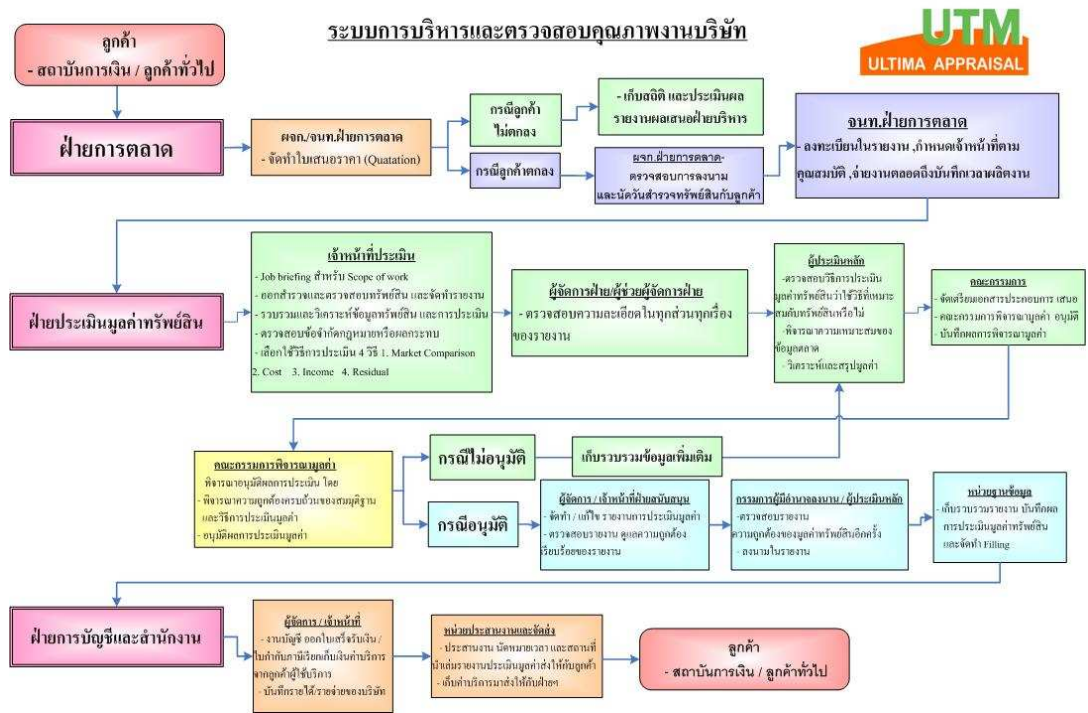 ระบบการบริหารและตรวจสอบคุณภาพงานบริษัท
UTM
ULTIMA APPRAISAL
ลูกค้า
- สถาบันการเงิน / ลูกค้าทั่วไป
ฝ่ายการตลาด
ผจก./จนท.ฝ่ายการตลาด
- จัดทำใบเสนอราคา (Quatation)
กรณีลูกค้า
ไม่ตกลง
- เก็บสถิติ และประเมินผล
รายงานผลเสนอฝ่ายบริหาร
กรณีลูกค้าตกลง
ผจก.ฝ่ายการตลาด-
ตรวจสอบการลงนาม
และนัดวันสำรวจทรัพย์สินกับลูกค้า
จนท.ฝ่ายการตลาด
- ลงทะเบียนในรายงาน ,กำหนดเจ้าหน้าที่ตาม
คุณสมบัติ ,จ่ายงานตลอดถึงบันทึกเวลาผลิตงาน
ฝ่ายประเมินมูลค่าทรัพย์สิน
เจ้าหน้าที่ประเมิน
- Job briefing สำหรับ Scope of work
- ออกสำรวจและตรวจสอบทรัพย์สิน และจัดทำรายงาน
- รวบรวมและวิเคราะห์ข้อมูลทรัพย์สิน และการประเมิน
- ตรวจสอบข้อจำกัดกฎหมายหรือผลกระทบ
- เลือกใช้วิธีการประเมิน 4 วิธี 1. Market Comparison
2. Cost 3. Income 4. Residual
ผู้จัดการฝ่าย/ผู้ช่วยผู้จัดการฝ่าย
- ตรวจสอบความละเอียดในทุกส่วนทุกเรื่อง
ของรายงาน
ผู้ประเมินหลัก
-ตรวจสอบวิธีการประเมิน
มูลค่าทรัพย์สินว่าใช้วิธีที่เหมาะ
สมกับทรัพย์สินหรือไม่
-พิจารณาความเหมาะสมของ
ข้อมูลตลาด
- วิเคราะห์และสรุปมูลค่า
คณะกรรมการ
- จัดเตรียมเอกสารประกอบการ เสนอ
- คณะกรรมการพิจารณามูลค่า อนุมัติ
- บันทึกผลการพิจารณามูลค่า
คณะกรรมการพิจารณามูลค่า
พิจารณาอนุมัติผลการประเมิน โดย
- พิจารณาความถูกต้องครบถ้วนของสมมุติฐาน
และวิธีการประเมินมูลค่า
- อนุมัติผลการประเมินมูลค่า
กรณีไม่อนุมัติ
เก็บรวบรวมข้อมูลเพิ่มเติม
กรณีอนุมัติ
ผู้จัดการ / เจ้าหน้าที่ฝ่ายสนับสนุน
- จัดทำ / แก้ไข รายงานการประเมินมูลค่า
- ตรวจสอบรายงาน ดูแลความถูกต้อง
เรียบร้อยของรายงาน
กรรมการผู้มีอำนาจลงนาม / ผู้ประเมินหลัก
-ตรวจสอบรายงาน
ความถูกต้องของมูลค่าทรัพย์สินอีกครั้ง
- ลงนามในรายงาน
หน่วยฐานข้อมูล
-เก็บรวบรวมรายงาน บันทึกผล
การประเมินมูลค่าทรัพย์สิน
และจัดทำ Filling
ฝ่ายการบัญชีและสำนักงาน
ผู้จัดการ / เจ้าหน้าที่
- งานบัญชี ออกใบเสร็จรับเงิน /
ใบกำกับภาษีเรียกเก็บเงินค่าบริการ
จากลูกค้าผู้ใช้บริการ
- บันทึกรายได้/รายจ่ายของบริษัท
หน่วยประสานงานและจัดส่ง
- ประสานงาน นัดหมายเวลา และสถานที่
นำเล่มรายงานประเมินมูลค่าส่งให้กับลูกค้า
- เก็บค่าบริการมาส่งให้กับฝ่ายฯ
ลูกค้า
- สถาบันการเงิน / ลูกค้าทั่วไป